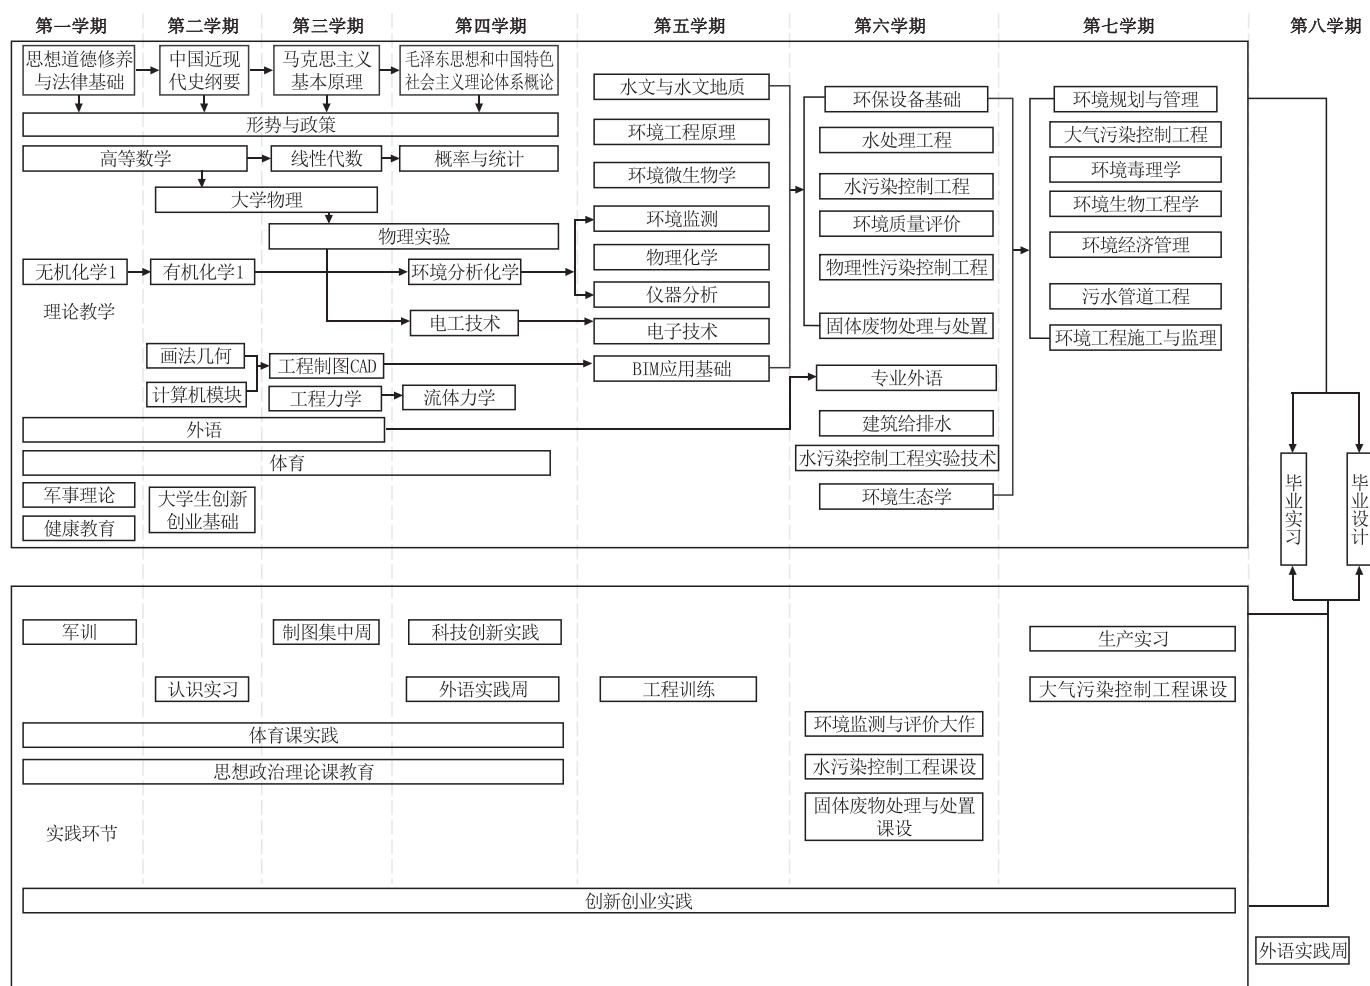 第一学期
第二学期
第三学期
第四学期
第五学期
第六学期
第七学期
第八学期
思想道德修养
与法律基础
中国近现
代史纲要
马克思主义
基本原理
毛泽东思想和中国特色
社会主义理论体系概论
形势与政策
高等数学
线性代数
概率与统计
大学物理
物理实验
无机化学1
有机化学1
环境分析化学
理论教学
电工技术
画法几何
计算机模块
工程制图CAD
工程力学
流体力学
外语
体育
军事理论
健康教育
大学生创新
创业基础
水文与水文地质
环境工程原理
环境微生物学
环境监测
物理化学
仪器分析
电子技术
BIM应用基础
环保设备基础
水处理工程
水污染控制工程
环境质量评价
物理性污染控制工程
固体废物处理与处置
专业外语
建筑给排水
水污染控制工程实验技术
环境生态学
环境规划与管理
大气污染控制工程
环境毒理学
环境生物工程学
环境经济管理
污水管道工程
环境工程施工与监理
毕业实习
毕业设计
军训
制图集中周
科技创新实践
生产实习
认识实习
外语实践周
工程训练
大气污染控制工程课设
体育课实践
环境监测与评价大作
思想政治理论课教育
水污染控制工程课设
固体废物处理与处置
课设
实践环节
创新创业实践
外语实践周